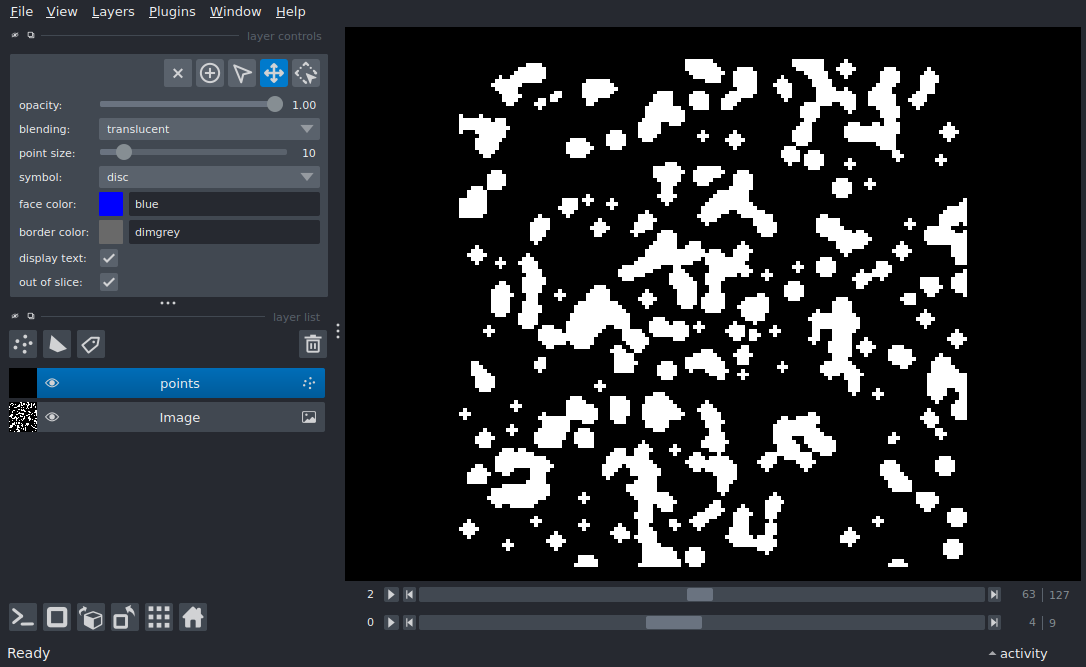 File View Layers Plugins Window Help
layer controls
opacity: 1.00
blending: translucent
point size: 10
symbol: disc
face color: blue
border color: dimgrey
display text:
out of slice:
layer list
points
Image
2 63 127
0 4 9
Ready activity